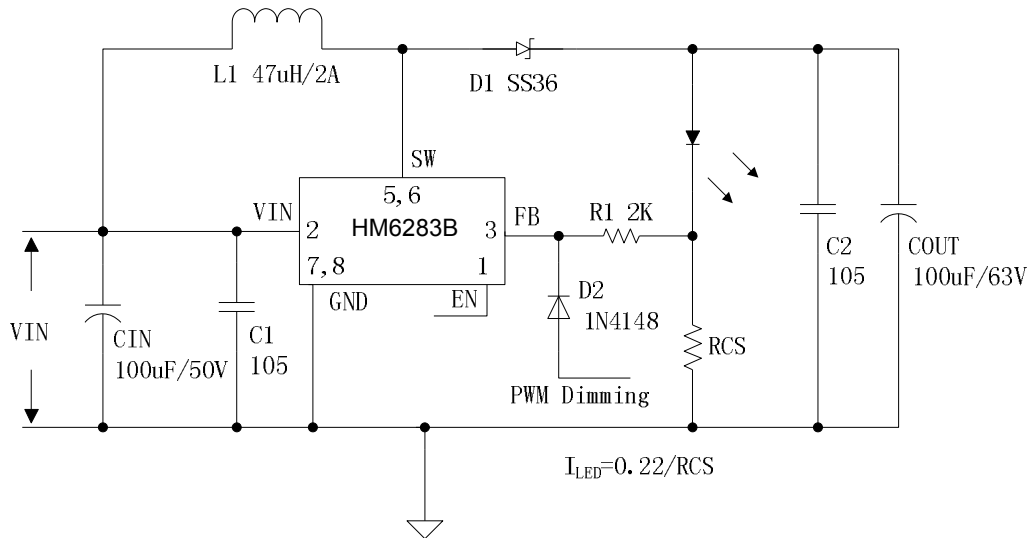 L1 47uH/2A
D1 SS36
SW
5,6
VIN
2
HM6283B
3
FB
R1 2K
7,8
1
GND
EN
VIN
CIN
100uF/50V
C1
105
D2
1N4148
PWM Dimming
RCS
C2
105
COUT
100uF/63V
ILED=0.22/RCS